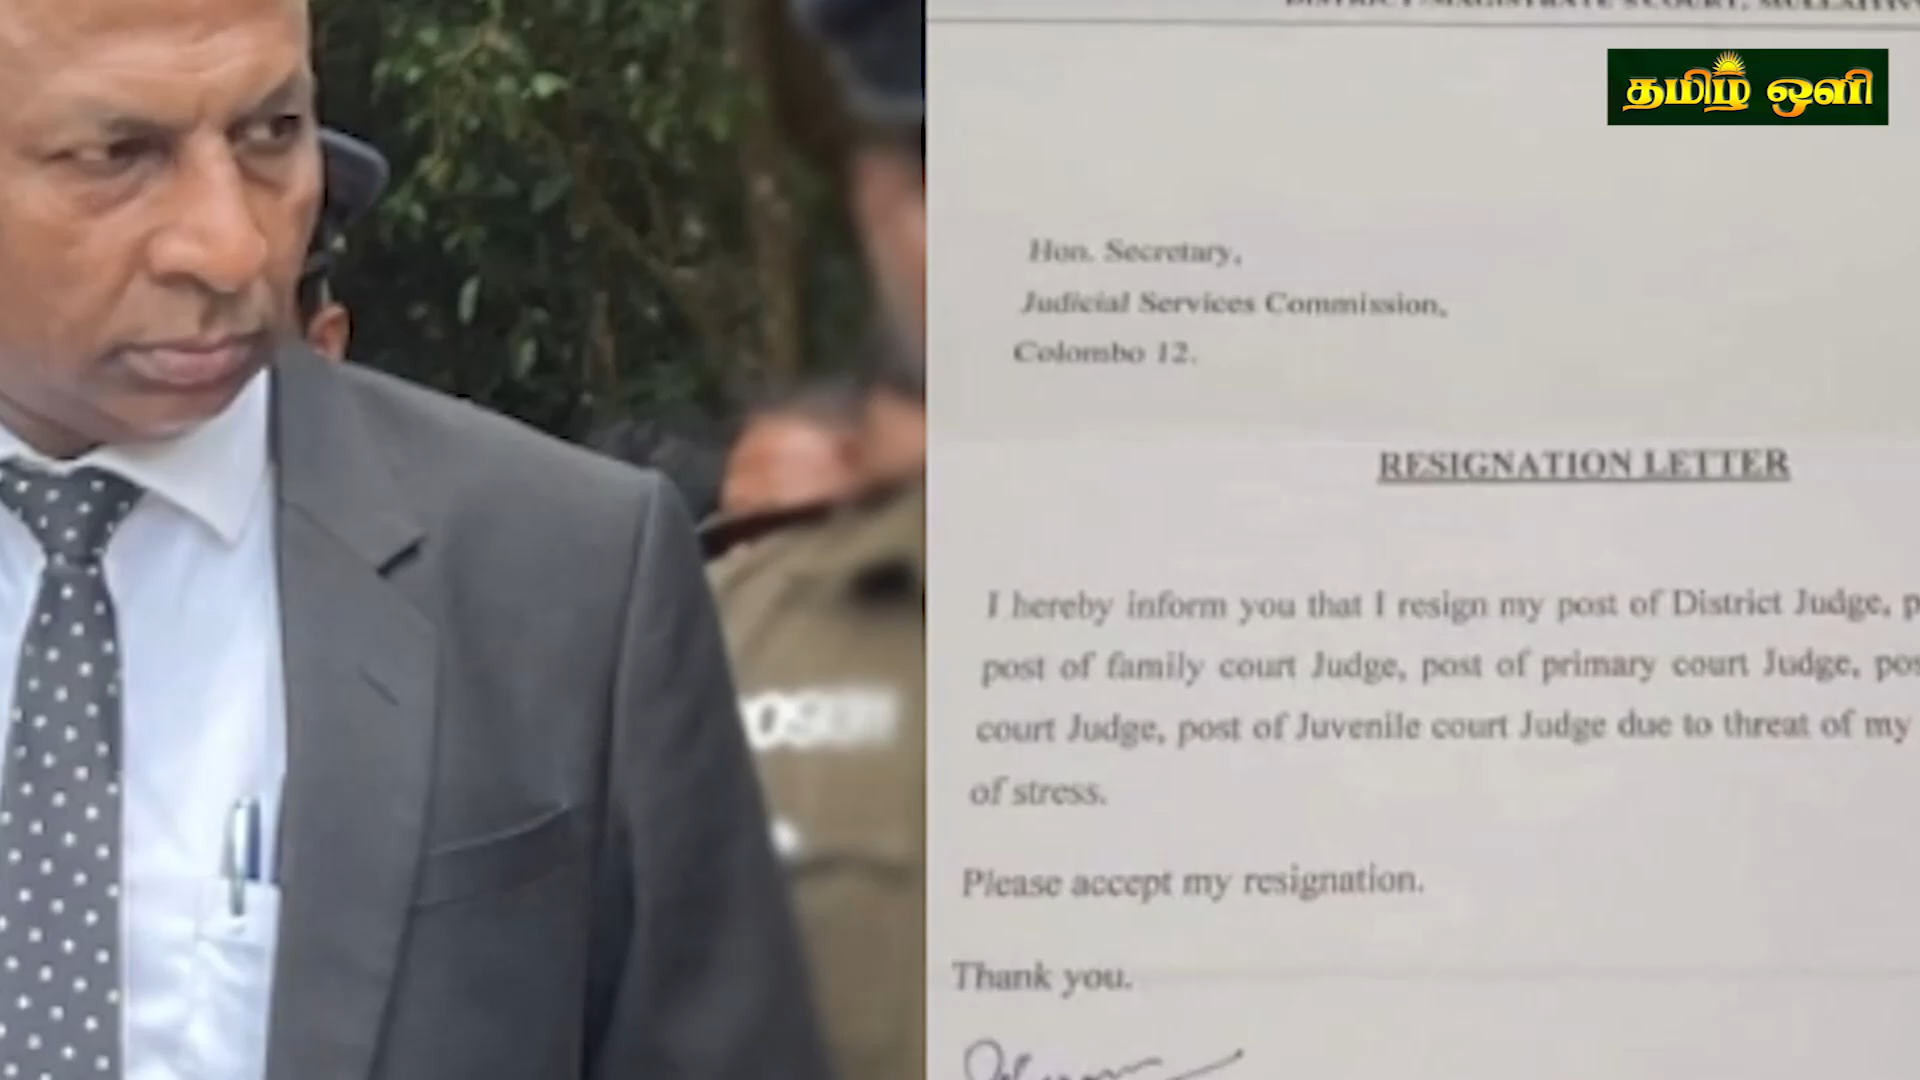 தமிழ் ஒளி
Hon. Secretary,
Judicial Services Commission,
Colombo 12.
RESIGNATION LETTER
I hereby inform you that I resign my post of District Judge, p
post of family court Judge, post of primary court Judge, pos
court Judge, post of Juvenile court Judge due to threat of my
of stress.
Please accept my resignation.
Thank you.